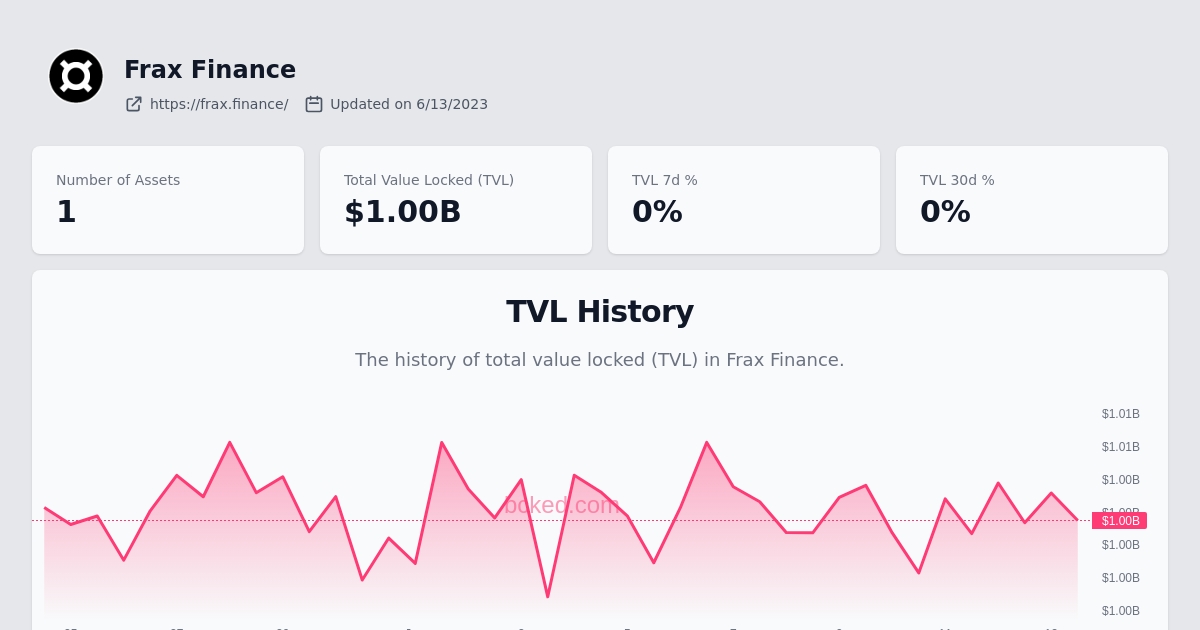 Frax Finance
https://frax.finance/ Updated on 6/13/2023
Number of Assets
1
Total Value Locked (TVL)
$1.00B
TVL 7d %
0%
TVL 30d %
0%
TVL History
The history of total value locked (TVL) in Frax Finance.
$1.01B
$1.01B
$1.00B
$1.00B
$1.00B
$1.00B
$1.00B
$1.00B